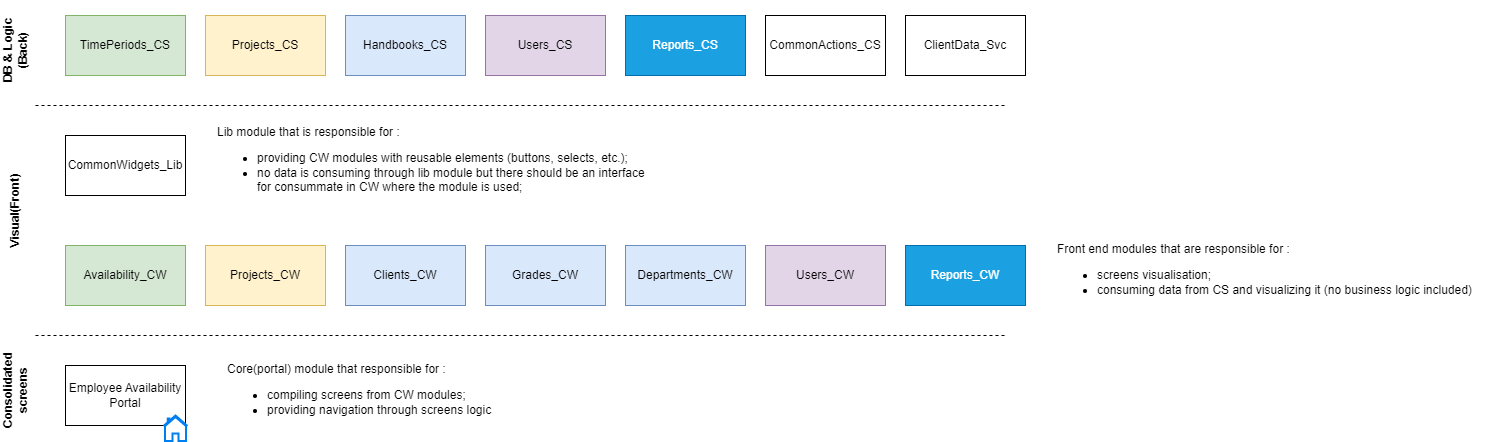 DB & Logic
(Back)
TimePeriods_CS
Projects_CS
Handbooks_CS
Users_CS
Reports_CS
CommonActions_CS
ClientData_Svc
Visual(Front)
CommonWidgets_Lib
Lib module that is responsible for :
• providing CW modules with reusable elements (buttons, selects, etc.);
• no data is consuming through lib module but there should be an interface
for consummate in CW where the module is used;
Availability_CW
Projects_CW
Clients_CW
Grades_CW
Departments_CW
Users_CW
Reports_CW
Front end modules that are responsible for :
• screens visualisation;
• consuming data from CS and visualizing it (no business logic included)
Consolidated
screens
Employee Availability
Portal
Core(portal) module that responsible for :
• compiling screens from CW modules;
• providing navigation through screens logic